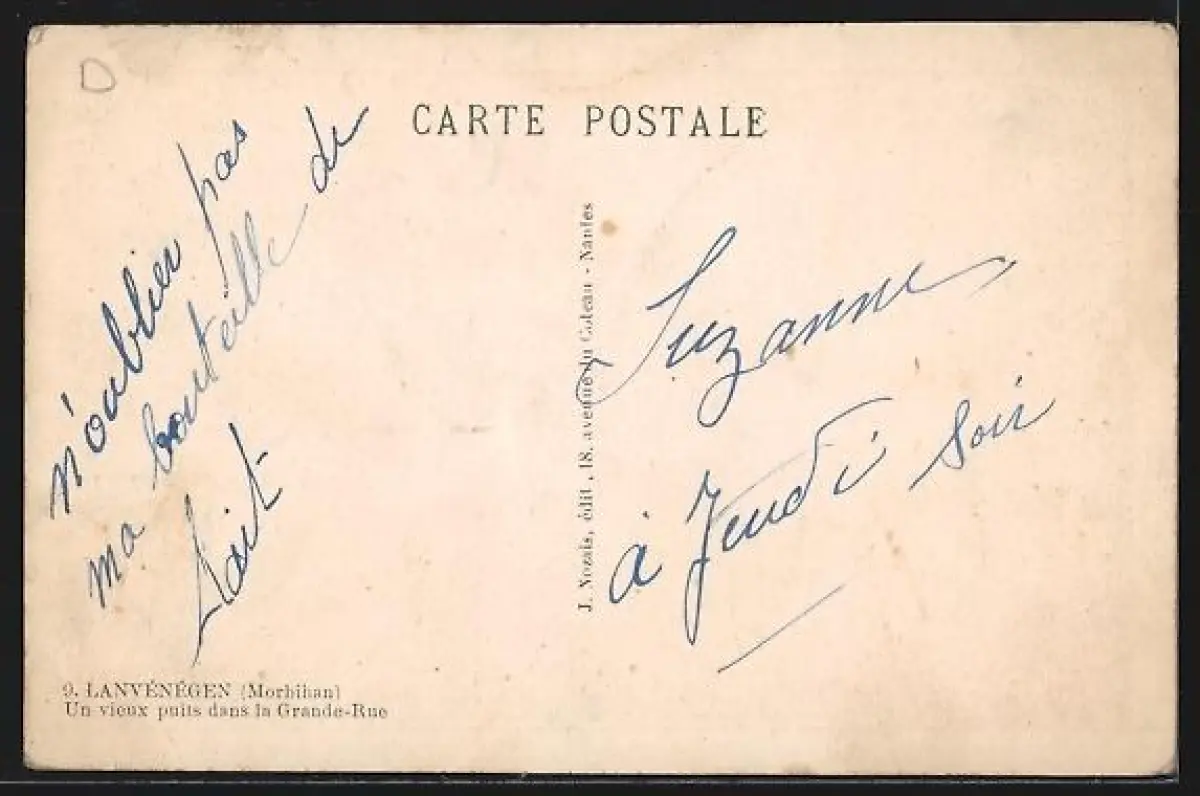 D
CARTE POSTALE
n'oublier pas
ma bouteille de
Lait
J. Nozais, édit, 18, avenue du Coteau - Nantes
Suzanne
à Jeudi Soir
9. LANVÉNÉGEN (Morbihan)
Un vieux puits dans la Grande-Rue